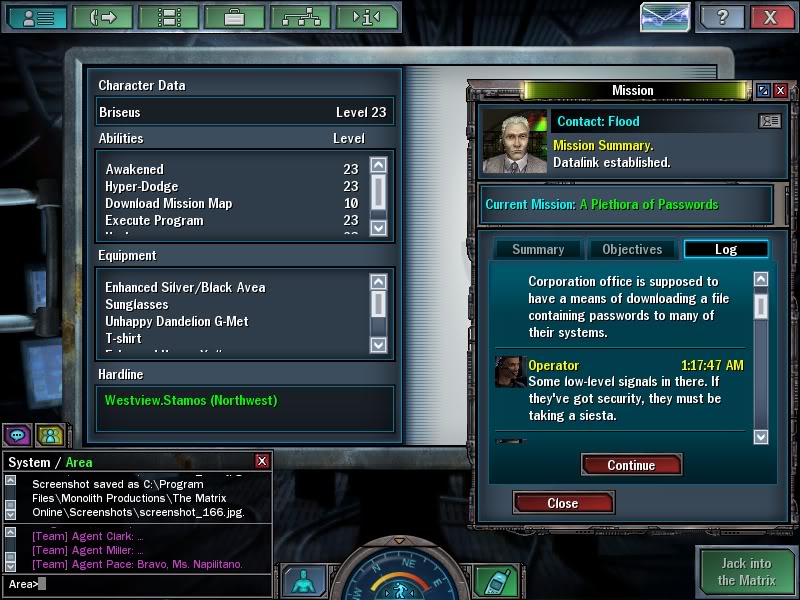 i
?
X
Character Data
Briseus Level 23
Abilities Level
Awakened 23
Hyper-Dodge 23
Download Mission Map 10
Execute Program 23
Equipment
Enhanced Silver/Black Avea
Sunglasses
Unhappy Dandelion G-Met
T-shirt
Hardline
Westview.Stamos (Northwest)
Mission
X
Contact: Flood
Mission Summary.
Datalink established.
Current Mission: A Plethora of Passwords
Summary Objectives Log
Corporation office is supposed to
have a means of downloading a file
containing passwords to many of
their systems.
Operator 1:17:47 AM
Some low-level signals in there. If
they've got security, they must be
taking a siesta.
Continue
Close
System / Area
X
Screenshot saved as C:\Program
Files\Monolith Productions\The Matrix
Online\Screenshots\screenshot_166.jpg.
[Team] Agent Clark: ...
[Team] Agent Miller: ...
[Team] Agent Pace: Bravo, Ms. Napilitano.
Area>
NW
NE
Jack into
the Matrix